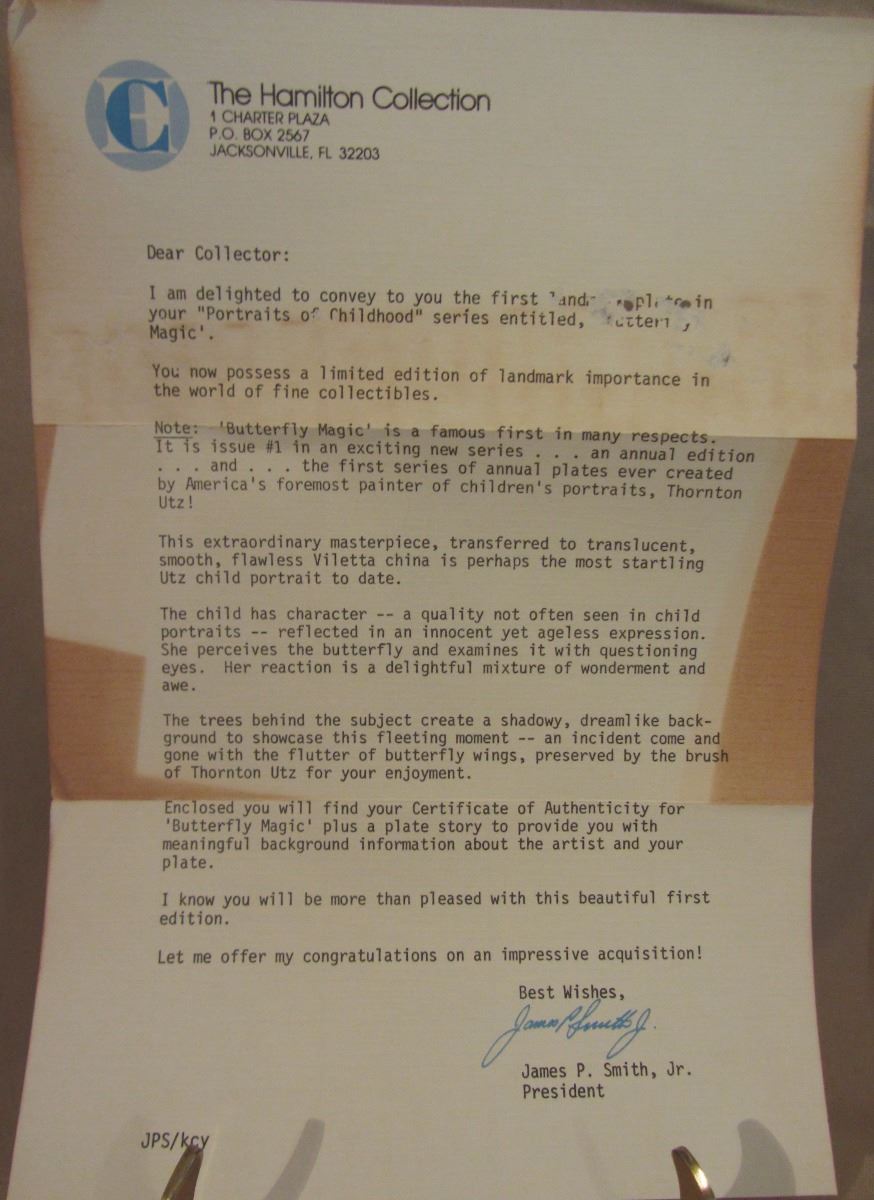 The Hamilton Collection
1 CHARTER PLAZA
P.O. BOX 2567
JACKSONVILLE, FL 32203
Dear Collector:
I am delighted to convey to you the first in
your "Portraits of Childhood" series entitled,
Magic'.
You now possess a limited edition of landmark importance in
the world of fine collectibles.
Note: 'Butterfly Magic' is a famous first in many respects.
It is issue #1 in an exciting new series . . . an annual edition
. . . and . . . the first series of annual plates ever created
by America's foremost painter of children's portraits, Thornton
Utz!
This extraordinary masterpiece, transferred to translucent,
smooth, flawless Viletta china is perhaps the most startling
Utz child portrait to date.
The child has character -- a quality not often seen in child
portraits -- reflected in an innocent yet ageless expression.
She perceives the butterfly and examines it with questioning
eyes. Her reaction is a delightful mixture of wonderment and
awe.
The trees behind the subject create a shadowy, dreamlike back-
ground to showcase this fleeting moment -- an incident come and
gone with the flutter of butterfly wings, preserved by the brush
of Thornton Utz for your enjoyment.
Enclosed you will find your Certificate of Authenticity for
'Butterfly Magic' plus a plate story to provide you with
meaningful background information about the artist and your
plate.
I know you will be more than pleased with this beautiful first
edition.
Let me offer my congratulations on an impressive acquisition!
Best Wishes,
James P Smith Jr.
James P. Smith, Jr.
President
JPS/kcy